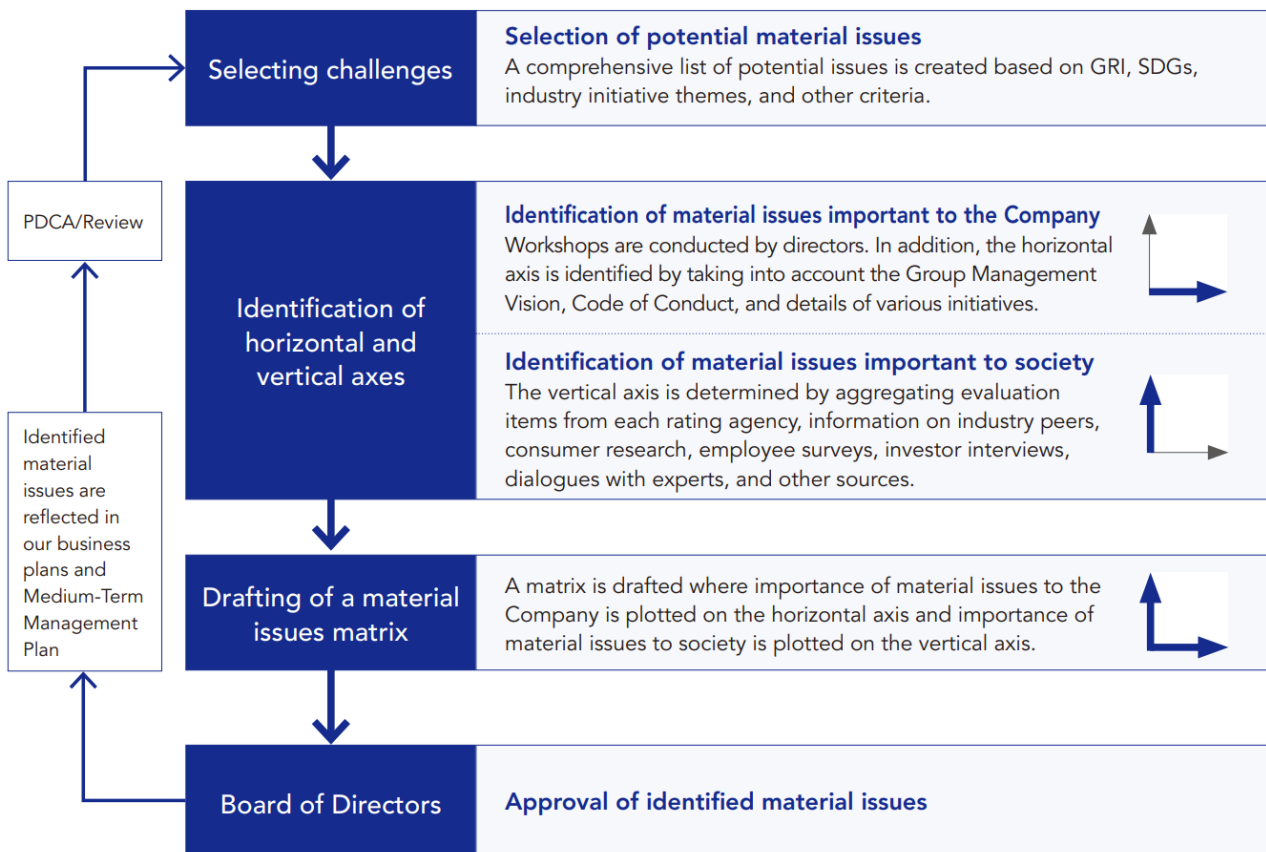 Selecting challenges
Selection of potential material issues
A comprehensive list of potential issues is created based on GRI, SDGs,
industry initiative themes, and other criteria.
PDCA/Review
Identification of
horizontal and
vertical axes
Identification of material issues important to the Company
Workshops are conducted by directors. In addition, the horizontal
axis is identified by taking into account the Group Management
Vision, Code of Conduct, and details of various initiatives.
Identification of material issues important to society
The vertical axis is determined by aggregating evaluation
items from each rating agency, information on industry peers,
consumer research, employee surveys, investor interviews,
dialogues with experts, and other sources.
Identified
material
issues are
reflected in
our business
plans and
Medium-Term
Management
Plan
Drafting of a material
issues matrix
A matrix is drafted where importance of material issues to the
Company is plotted on the horizontal axis and importance of
material issues to society is plotted on the vertical axis.
Board of Directors
Approval of identified material issues